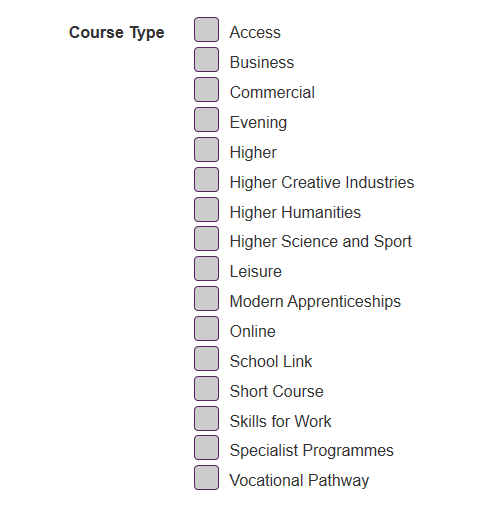 Course Type
Access
Business
Commercial
Evening
Higher
Higher Creative Industries
Higher Humanities
Higher Science and Sport
Leisure
Modern Apprenticeships
Online
School Link
Short Course
Skills for Work
Specialist Programmes
Vocational Pathway